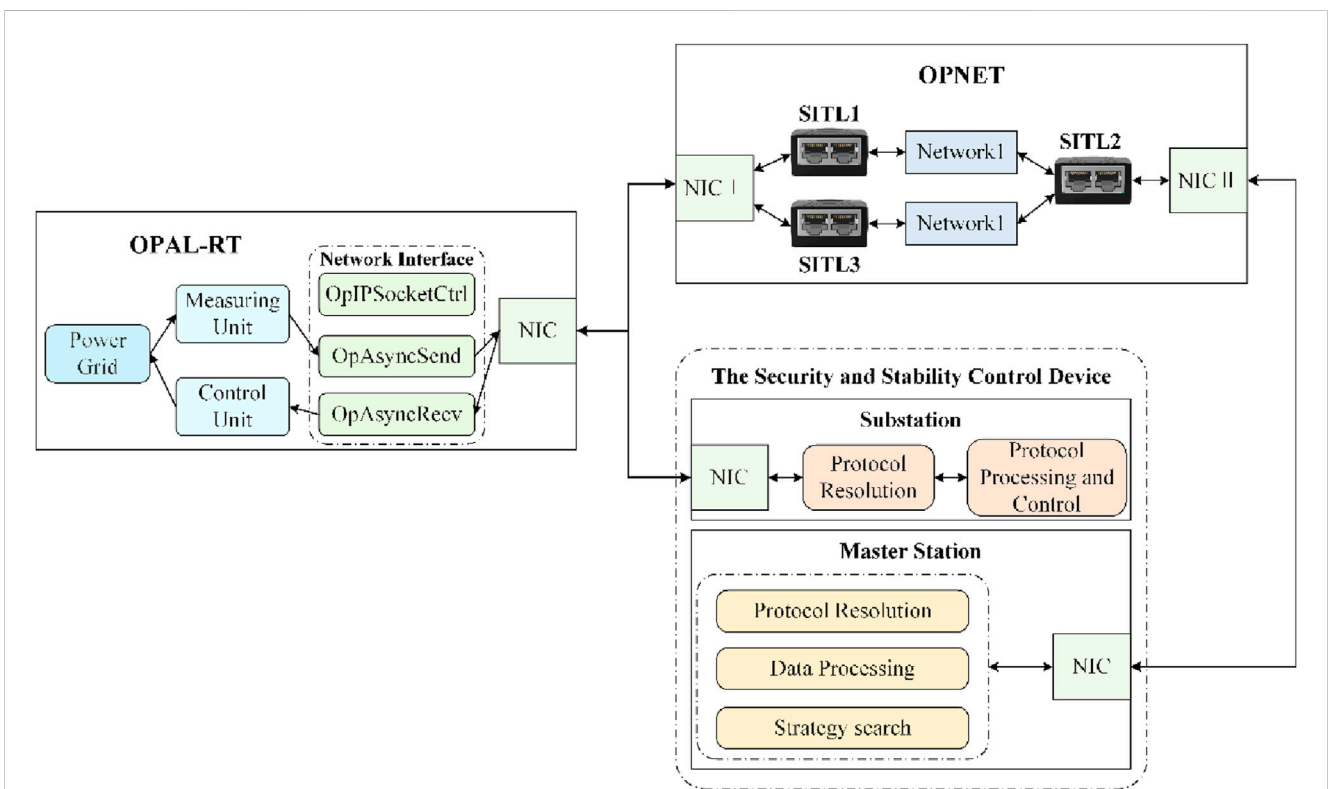 OPNET
SITL1
Network1
SITL2
NIC I
NIC II
Network1
SITL3
OPAL-RT
Network Interface
OpIPSocketCtrl
Measuring
Unit
NIC
Power
Grid
OpAsyncSend
Control
Unit
OpAsyncRecv
The Security and Stability Control Device
Substation
NIC
Protocol
Resolution
Protocol
Processing and
Control
Master Station
Protocol Resolution
Data Processing
NIC
Strategy search